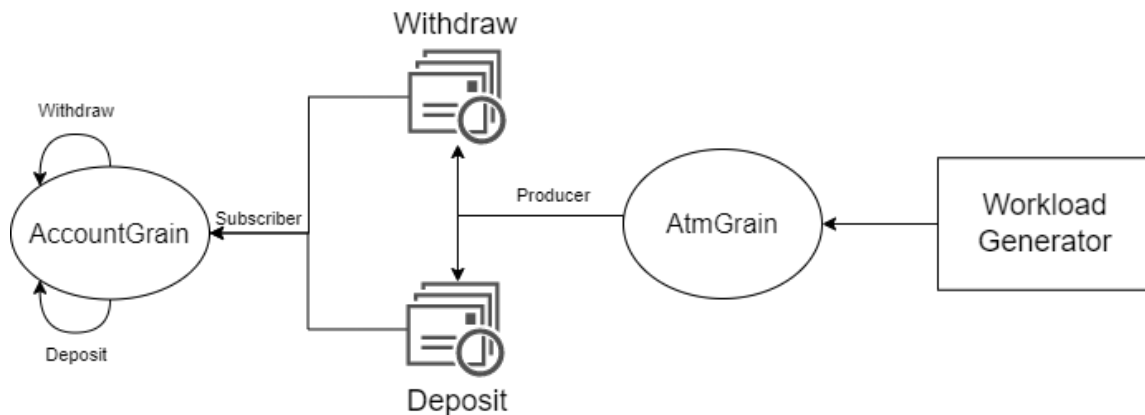 Withdraw
Withdraw
Producer
Subscriber
AccountGrain
AtmGrain
Workload
Generator
Deposit
Deposit